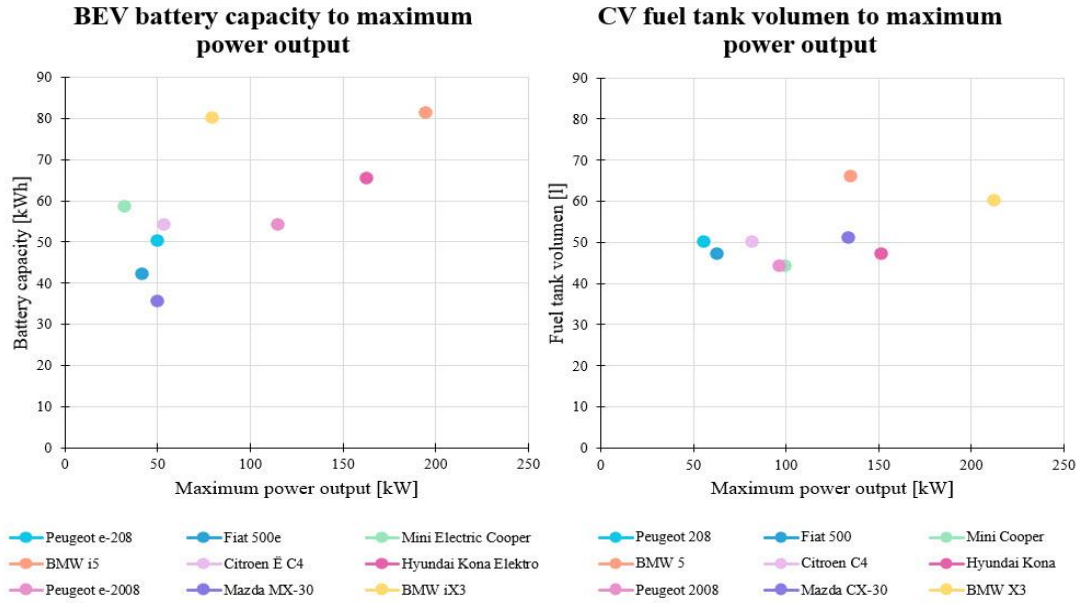 BEV battery capacity to maximum
power output
Battery capacity [kWh]
90
80
70
60
50
40
30
20
10
0
0 50 100 150 200 250
Maximum power output [kW]
Peugeot e-208 Fiat 500e Mini Electric Cooper
BMW i5 Citroen Ë C4 Hyundai Kona Elektro
Peugeot e-2008 Mazda MX-30 BMW iX3
CV fuel tank volumen to maximum
power output
Fuel tank volumen [l]
90
80
70
60
50
40
30
20
10
0
0 50 100 150 200 250
Maximum power output [kW]
Peugeot 208 Fiat 500 Mini Cooper
BMW 5 Citroen C4 Hyundai Kona
Peugeot 2008 Mazda CX-30 BMW X3